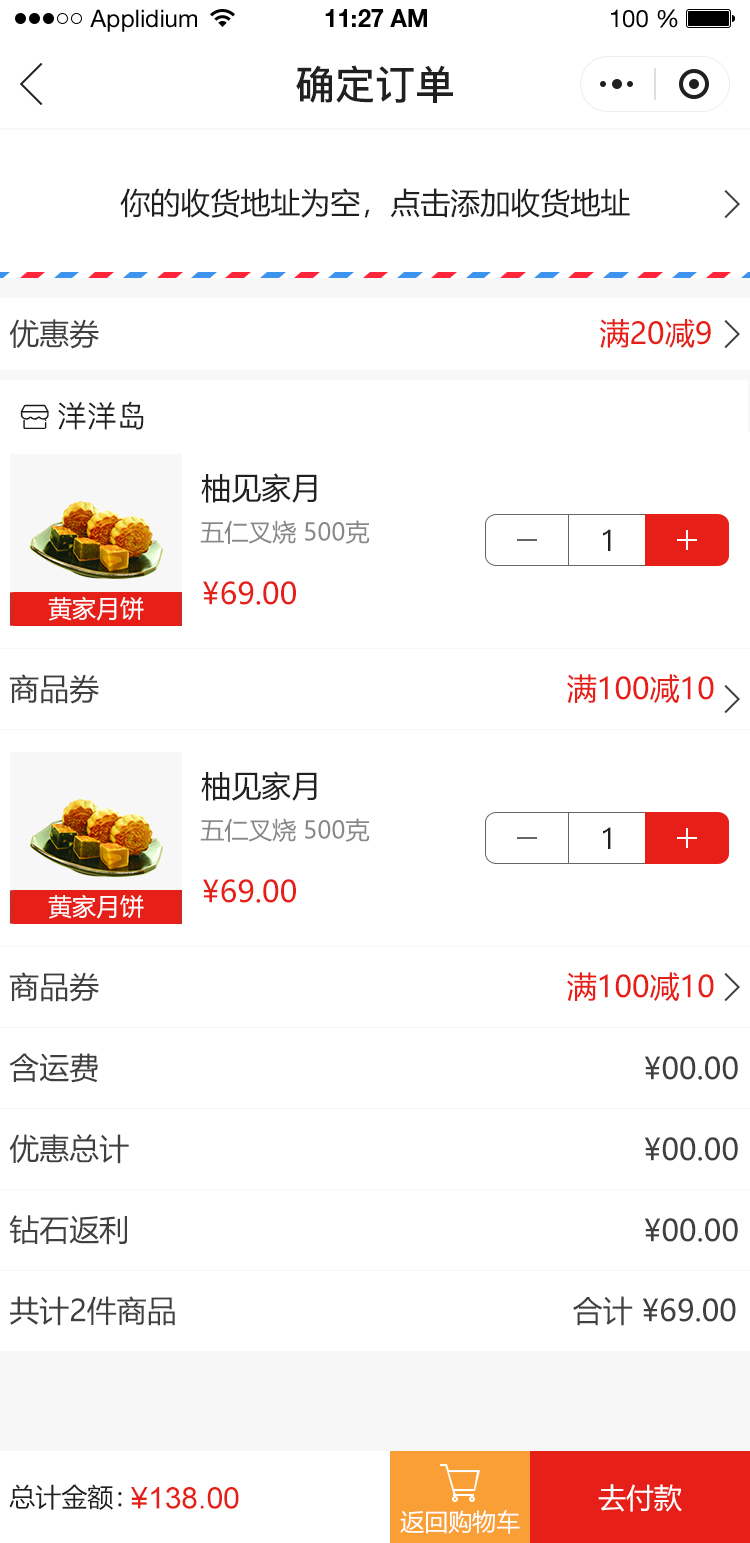 Applidium 11:27 AM 100 %
确定订单
你的收货地址为空，点击添加收货地址
优惠券 满20减9
洋洋岛
柚见家月
五仁叉烧 500克
1
¥69.00
黄家月饼
商品券 满100减10
柚见家月
五仁叉烧 500克
1
¥69.00
黄家月饼
商品券 满100减10
含运费 ¥00.00
优惠总计 ¥00.00
钻石返利 ¥00.00
共计2件商品 合计 ¥69.00
总计金额：¥138.00
返回购物车
去付款